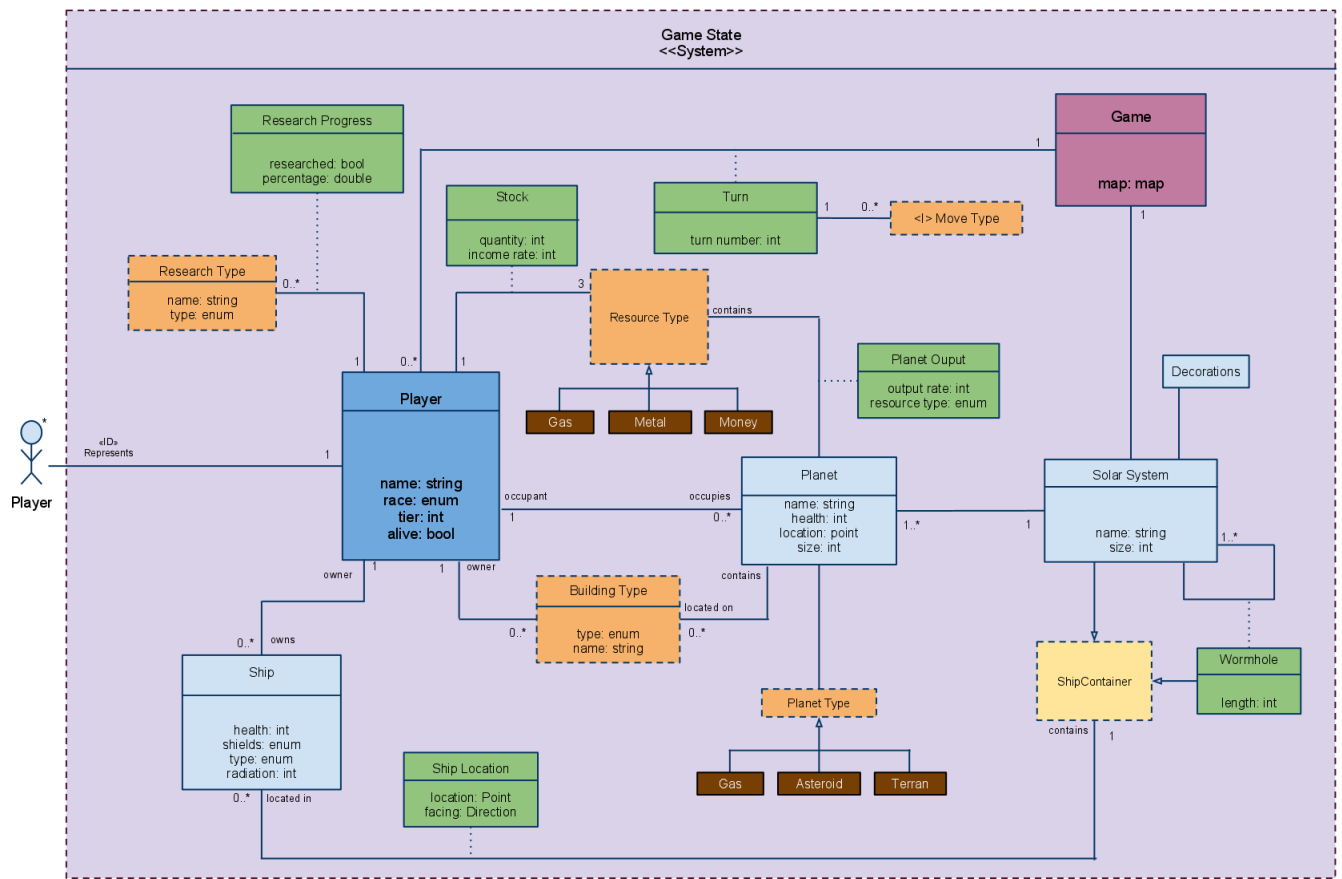 Game State
<<System>>
Research Progress
researched: bool
percentage: double
Game
map: map
1
1
1
Stock
quantity: int
income rate: int
Turn
turn number: int
1
0..*
<I> Move Type
Research Type
name: string
type: enum
0..*
3
Resource Type
contains
1
0..*
1
Planet Ouput
output rate: int
resource type: enum
Decorations
Gas
Metal
Money
Player
name: string
race: enum
tier: int
alive: bool
*
Player
«ID»
Represents
1
occupant
1
occupies
0..*
Planet
name: string
health: int
location: point
size: int
1..*
1
Solar System
name: string
size: int
1..*
1
owner
1
owner
Building Type
type: enum
name: string
0..*
located on
0..*
contains
0..*
owns
Ship
health: int
shields: enum
type: enum
radiation: int
0..*
located in
Planet Type
Gas
Asteroid
Terran
ShipContainer
contains
1
Wormhole
length: int
Ship Location
location: Point
facing: Direction